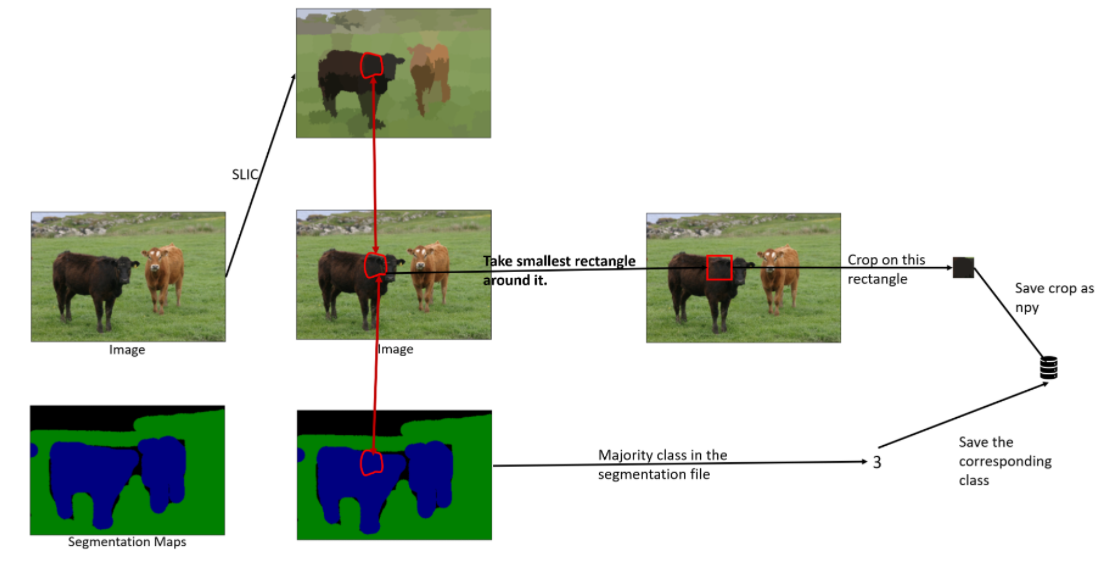 SLIC
Take smallest rectangle
around it.
Crop on this
rectangle
Save crop as
npy
Image
Image
Majority class in the
segmentation file
3
Save the
corresponding
class
Segmentation Maps